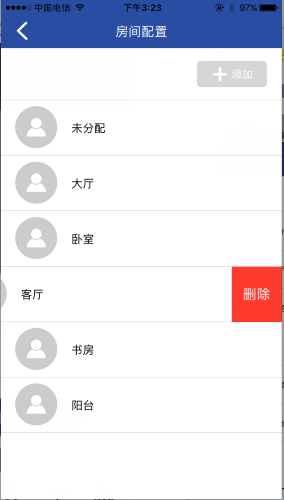 中国电信 下午3:23 97%
房间配置
添加
未分配
大厅
卧室
客厅 删除
书房
阳台